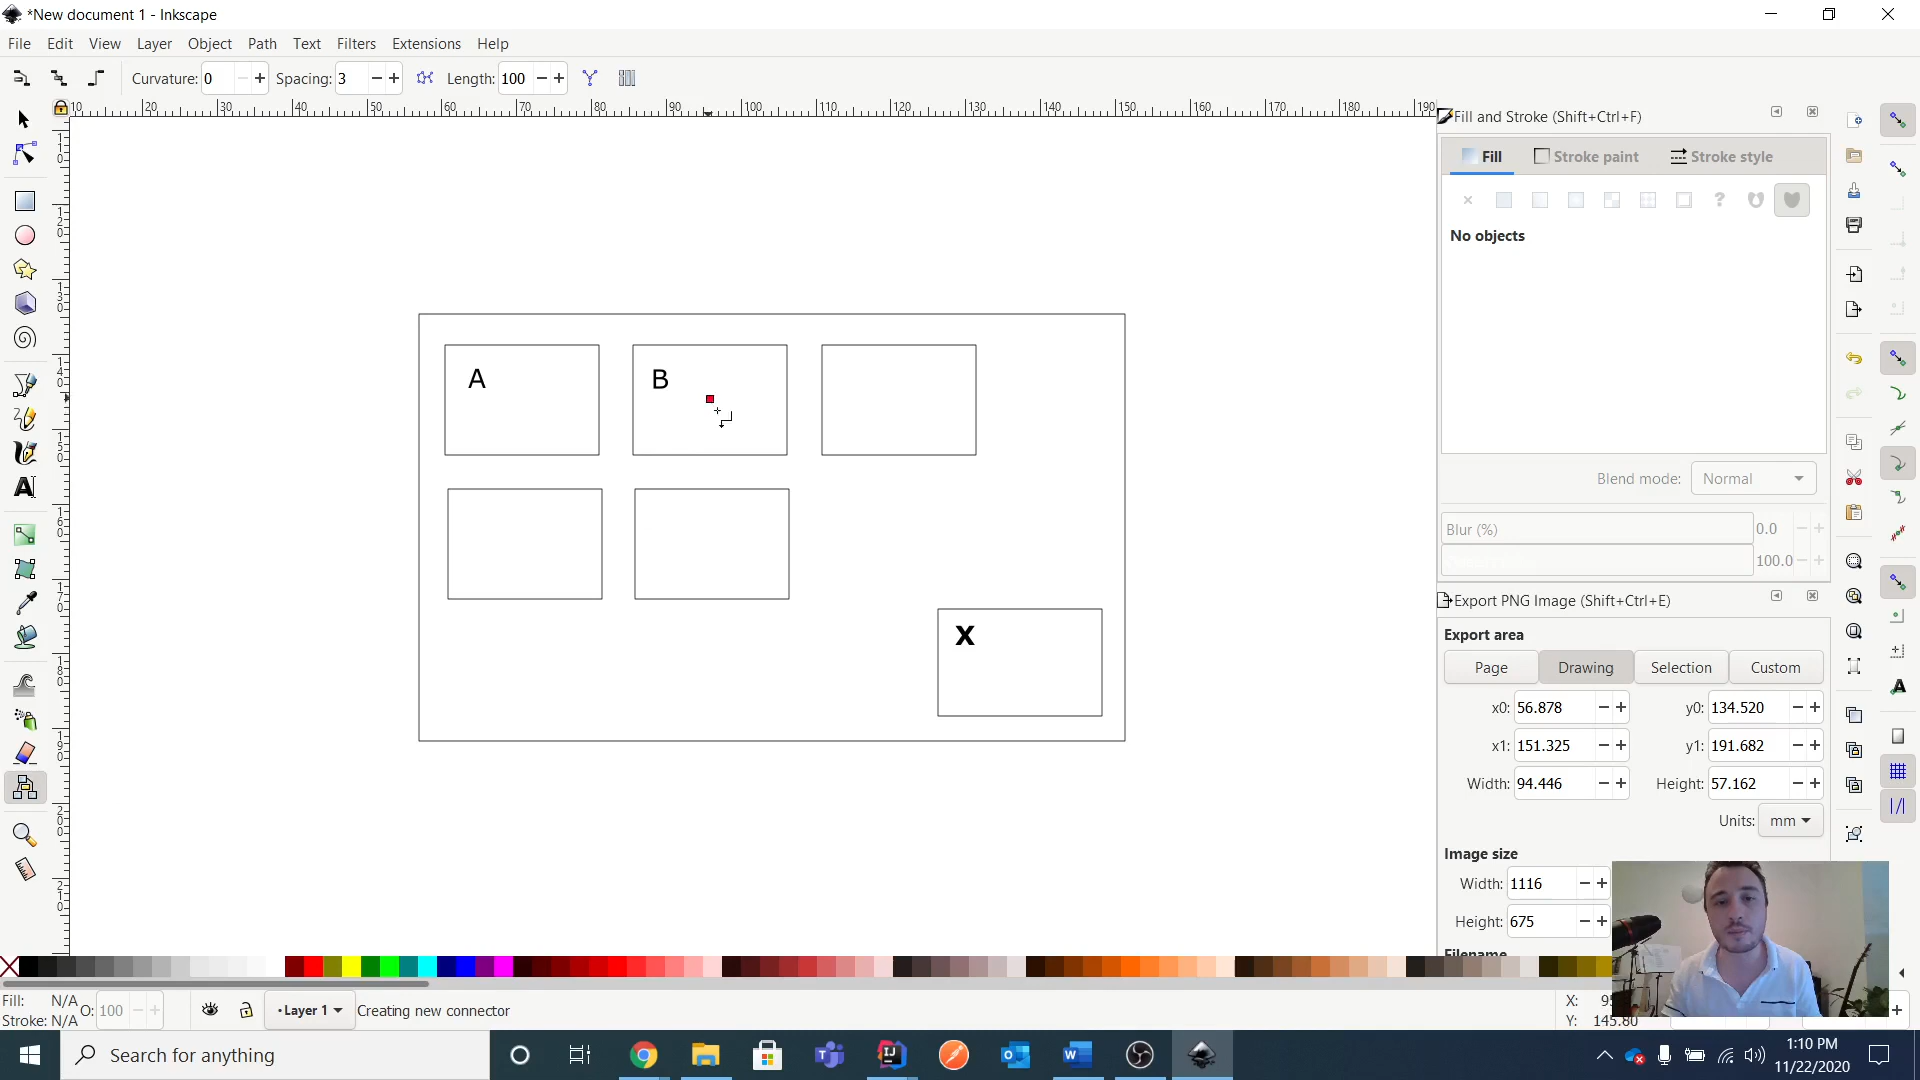 *New document 1 - Inkscape
File Edit View Layer Object Path Text Filters Extensions Help
Curvature: 0 Spacing: 3 Length: 100
Fill and Stroke (Shift+Ctrl+F)
Fill Stroke paint Stroke style
No objects
A B
X
Blend mode: Normal
Blur (%) 0.0
100.0
Export PNG Image (Shift+Ctrl+E)
Export area
Page Drawing Selection Custom
x0: 56.878 y0: 134.520
x1: 151.325 y1: 191.682
Width: 94.446 Height: 57.162
Units: mm
Image size
Width: 1116
Height: 675
Fill: N/A
Stroke: N/A
O: 100
Layer 1
Creating new connector
X:
Y: 145.80
Search for anything
1:10 PM
11/22/2020